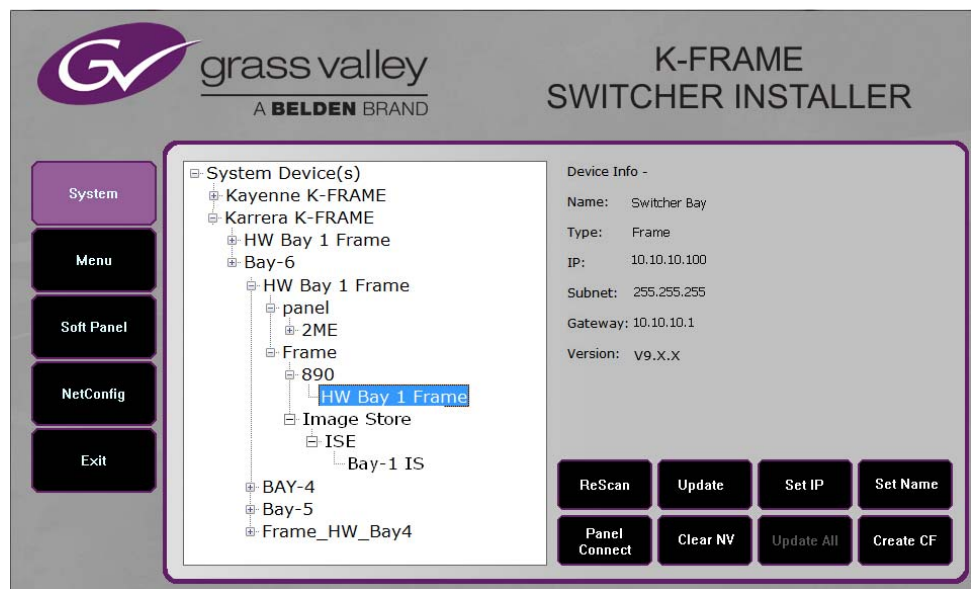 GV
grass valley
A BELDEN BRAND
K-FRAME
SWITCHER INSTALLER
System
Menu
Soft Panel
NetConfig
Exit
System Device(s)
Kayenne K-FRAME
Karrera K-FRAME
HW Bay 1 Frame
Bay-6
HW Bay 1 Frame
panel
2ME
Frame
890
HW Bay 1 Frame
Image Store
ISE
Bay-1 IS
BAY-4
Bay-5
Frame_HW_Bay4
Device Info -
Name: Switcher Bay
Type: Frame
IP: 10.10.10.100
Subnet: 255.255.255
Gateway: 10.10.10.1
Version: V9.X.X
ReScan
Update
Set IP
Set Name
Panel
Connect
Clear NV
Update All
Create CF